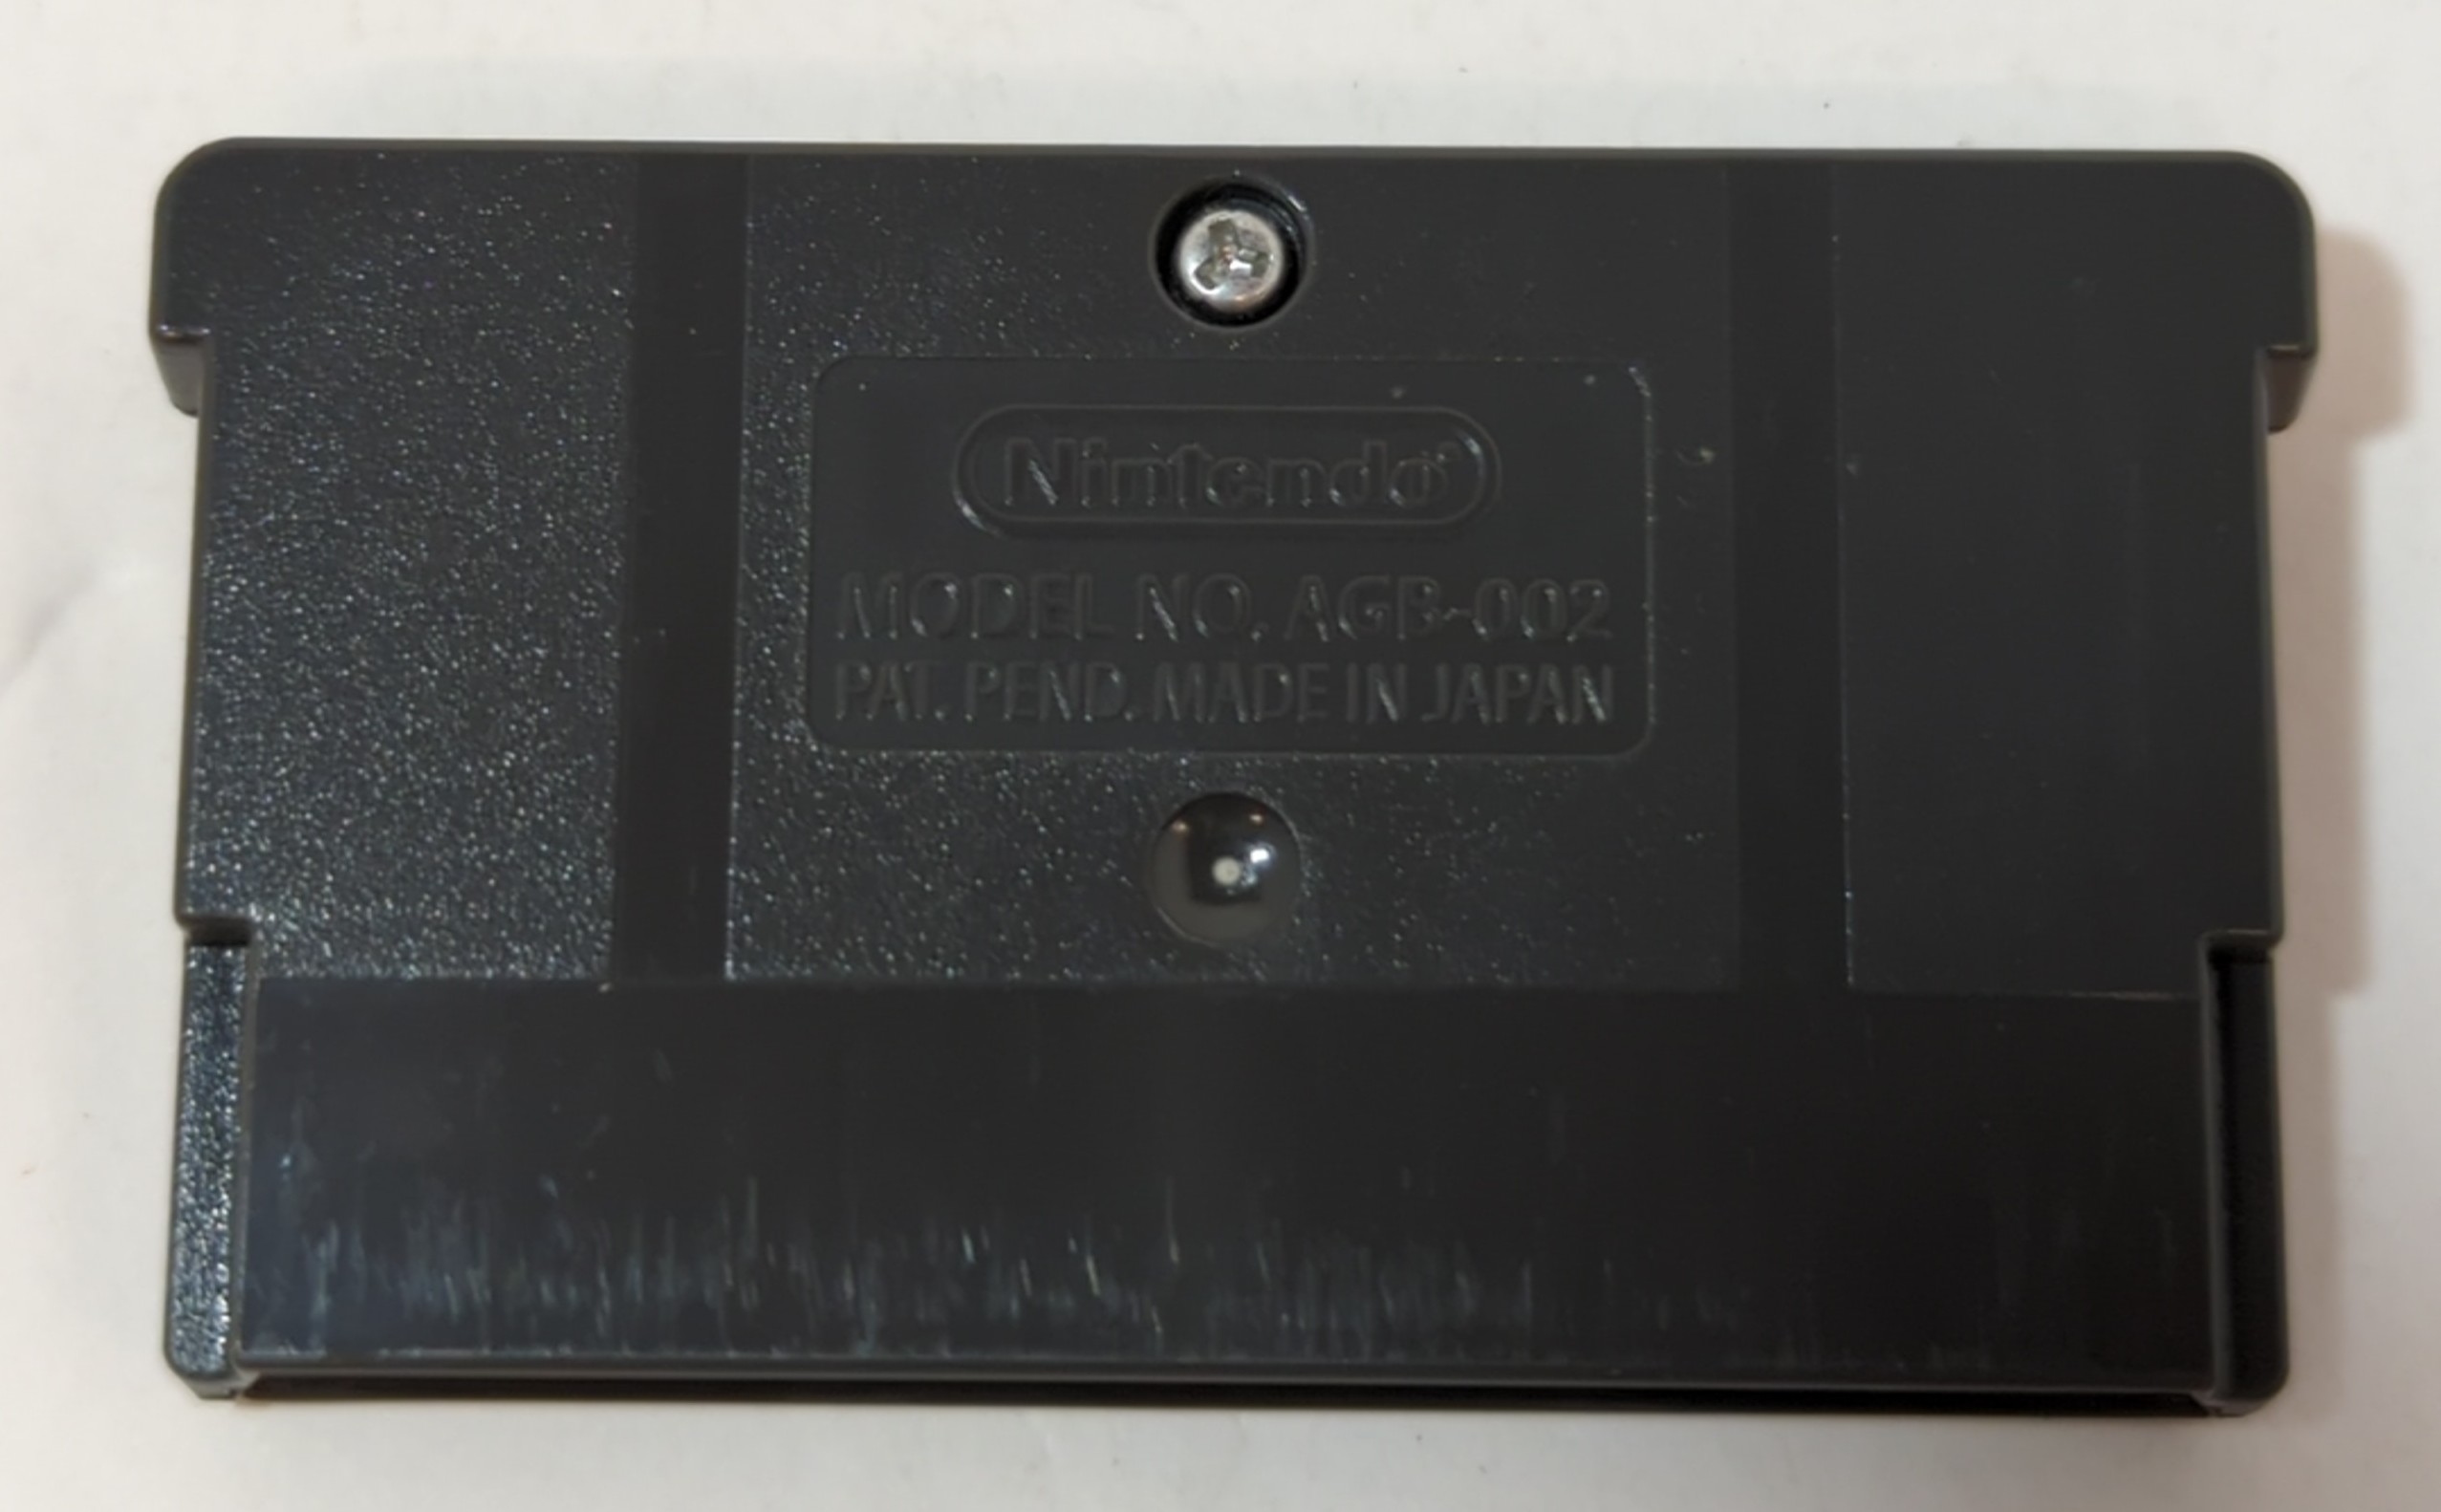 Nintendo®
MODEL NO. AGB-002
PAT. PEND. MADE IN JAPAN